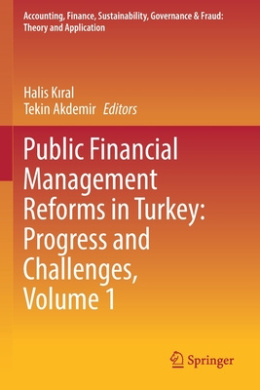 Accounting, Finance, Sustainability, Governance & Fraud:
Theory and Application
Halis Kıral
Tekin Akdemir Editors
Public Financial
Management
Reforms in Turkey:
Progress and
Challenges,
Volume 1
Springer